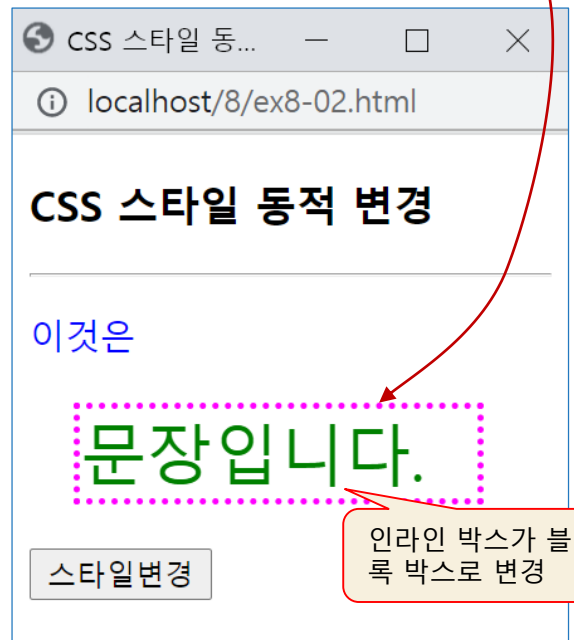 CSS 스타일 동...
localhost/8/ex8-02.html
CSS 스타일 동적 변경
이것은
문장입니다.
인라인 박스가 블
록 박스로 변경
스타일변경